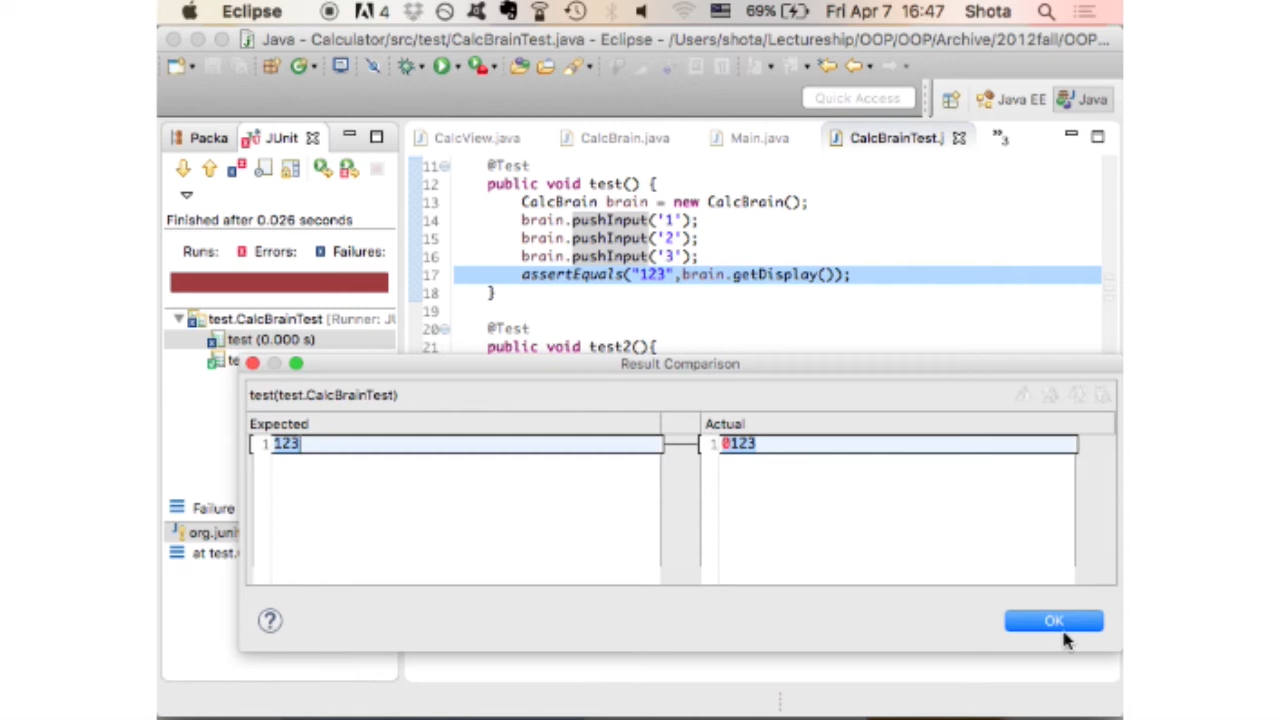 Eclipse 4 69% Fri Apr 7 16:47 Shota
Java - Calculator/src/test/CalcBrainTest.java - Eclipse - /Users/shota/Lectureship/OOP/OOP/Archive/2012fall/OOP...
Quick Access Java EE Java
Packa JUnit
CalcView.java CalcBrain.java Main.java CalcBrainTest.j »3
Finished after 0.026 seconds
Runs: Errors: Failures:
test.CalcBrainTest [Runner: JU
test (0.000 s)
te
11 @Test
12 public void test() {
13 CalcBrain brain = new CalcBrain();
14 brain.pushInput('1');
15 brain.pushInput('2');
16 brain.pushInput('3');
17 assertEquals("123",brain.getDisplay());
18 }
19
20 @Test
21 public void test2(){
Failure
org.juni
at test.
Result Comparison
test(test.CalcBrainTest)
Expected Actual
1 123 1 0123
? OK